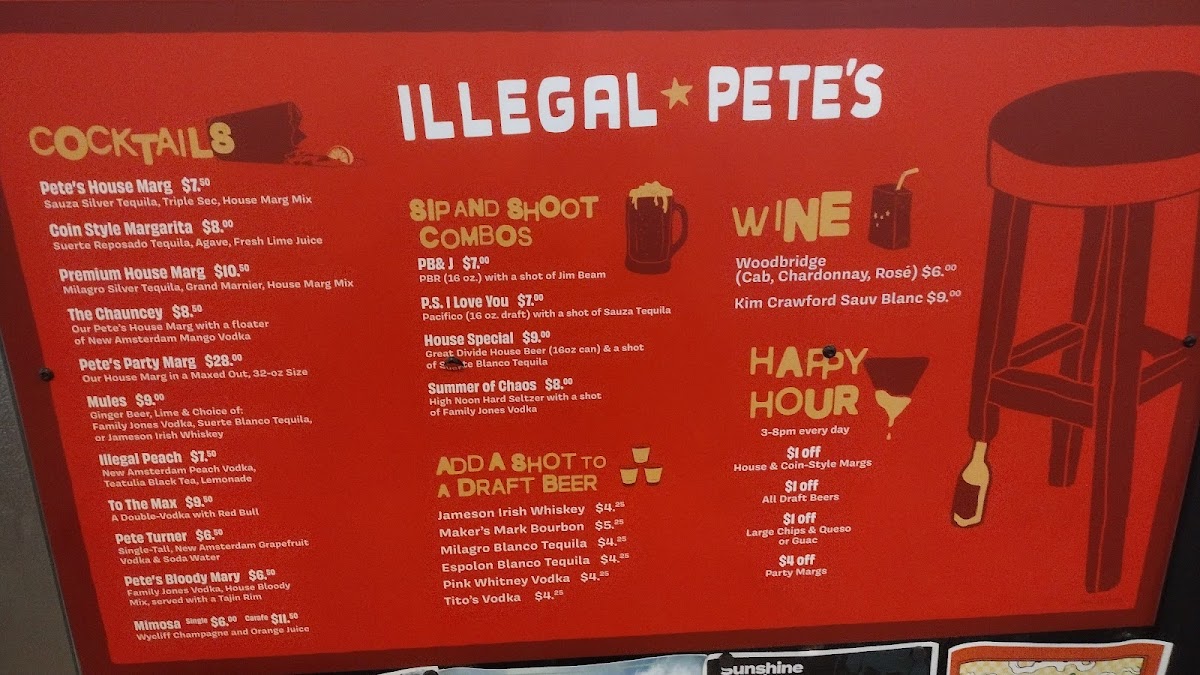 ILLEGAL PETE'S
COCKTAILS
Pete's House Marg $7.50
Sauza Silver Tequila, Triple Sec, House Marg Mix
Coin Style Margarita $8.00
Suerte Reposado Tequila, Agave, Fresh Lime Juice
Premium House Marg $10.50
Milagro Silver Tequila, Grand Marnier, House Marg Mix
The Chauncey $8.50
Our Pete's House Marg with a floater
of New Amsterdam Mango Vodka
Pete's Party Marg $28.00
Our House Marg in a Maxed Out, 32-oz Size
Mules $9.00
Ginger Beer, Lime & Choice of:
Family Jones Vodka, Suerte Blanco Tequila,
or Jameson Irish Whiskey
Illegal Peach $7.50
New Amsterdam Peach Vodka,
Teatulia Black Tea, Lemonade
To The Max $9.50
A Double-Vodka with Red Bull
Pete Turner $6.50
Single-Tall, New Amsterdam Grapefruit
Vodka & Soda Water
Pete's Bloody Mary $6.50
Family Jones Vodka, House Bloody
Mix, served with a Tajin Rim
Mimosa Single $6.00 Carafe $11.50
Wycliff Champagne and Orange Juice
SIP AND SHOOT
COMBOS
PB& J $7.00
PBR (16 oz.) with a shot of Jim Beam
P.S. I Love You $7.00
Pacifico (16 oz. draft) with a shot of Sauza Tequila
House Special $9.00
Great Divide House Beer (16oz can) & a shot
of Suerte Blanco Tequila
Summer of Chaos $8.00
High Noon Hard Seltzer with a shot
of Family Jones Vodka
ADD A SHOT TO
A DRAFT BEER
Jameson Irish Whiskey $4.25
Maker's Mark Bourbon $5.25
Milagro Blanco Tequila $4.25
Espolon Blanco Tequila $4.25
Pink Whitney Vodka $4.25
Tito's Vodka $4.25
WINE
Woodbridge
(Cab, Chardonnay, Rosé) $6.00
Kim Crawford Sauv Blanc $9.00
HAPPY
HOUR
3-8pm every day
$1 off
House & Coin-Style Margs
$1 off
All Draft Beers
$1 off
Large Chips & Queso
or Guac
$4 off
Party Margs
Sunshine